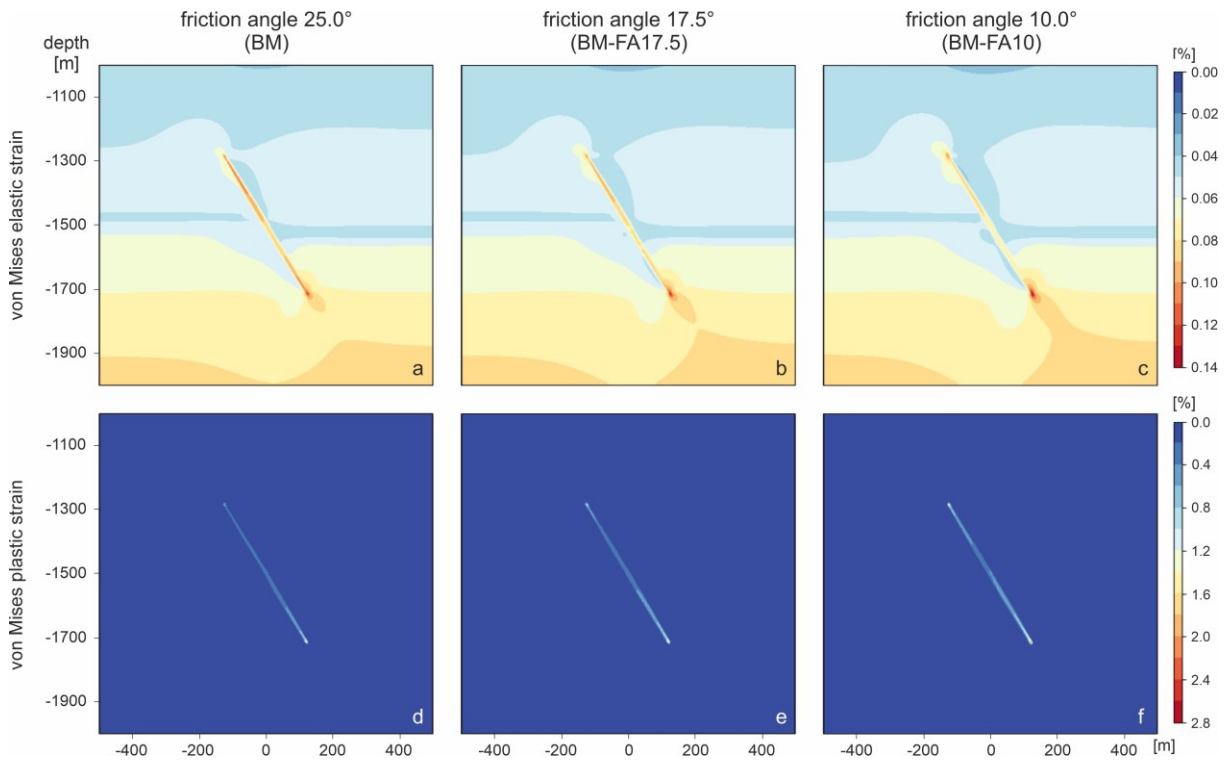 friction angle 25.0°
(BM)
friction angle 17.5°
(BM-FA17.5)
friction angle 10.0°
(BM-FA10)
depth
[m]
von Mises elastic strain
-1100
-1300
-1500
-1700
-1900
a
b
c
[%]
0.00
0.02
0.04
0.06
0.08
0.10
0.12
0.14
von Mises plastic strain
-1100
-1300
-1500
-1700
-1900
d
e
f
[%]
0.0
0.4
0.8
1.2
1.6
2.0
2.4
2.8
-400
-200
0
200
400
-400
-200
0
200
400
-400
-200
0
200
400
[m]